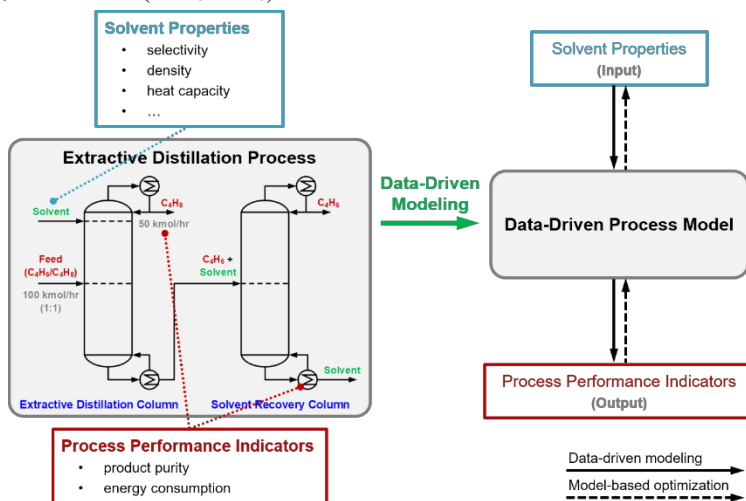 Solvent Properties
• selectivity
• density
• heat capacity
• ...
Solvent Properties
(Input)
Extractive Distillation Process
Solvent
C₄H₈
50 kmol/hr
Feed
(C₄H₆/C₄H₈)
100 kmol/hr
(1:1)
C₄H₆ +
Solvent
C₄H₆
Solvent
Extractive Distillation Column
Solvent Recovery Column
Data-Driven
Modeling
Data-Driven Process Model
Process Performance Indicators
(Output)
Process Performance Indicators
• product purity
• energy consumption
Data-driven modeling
Model-based optimization